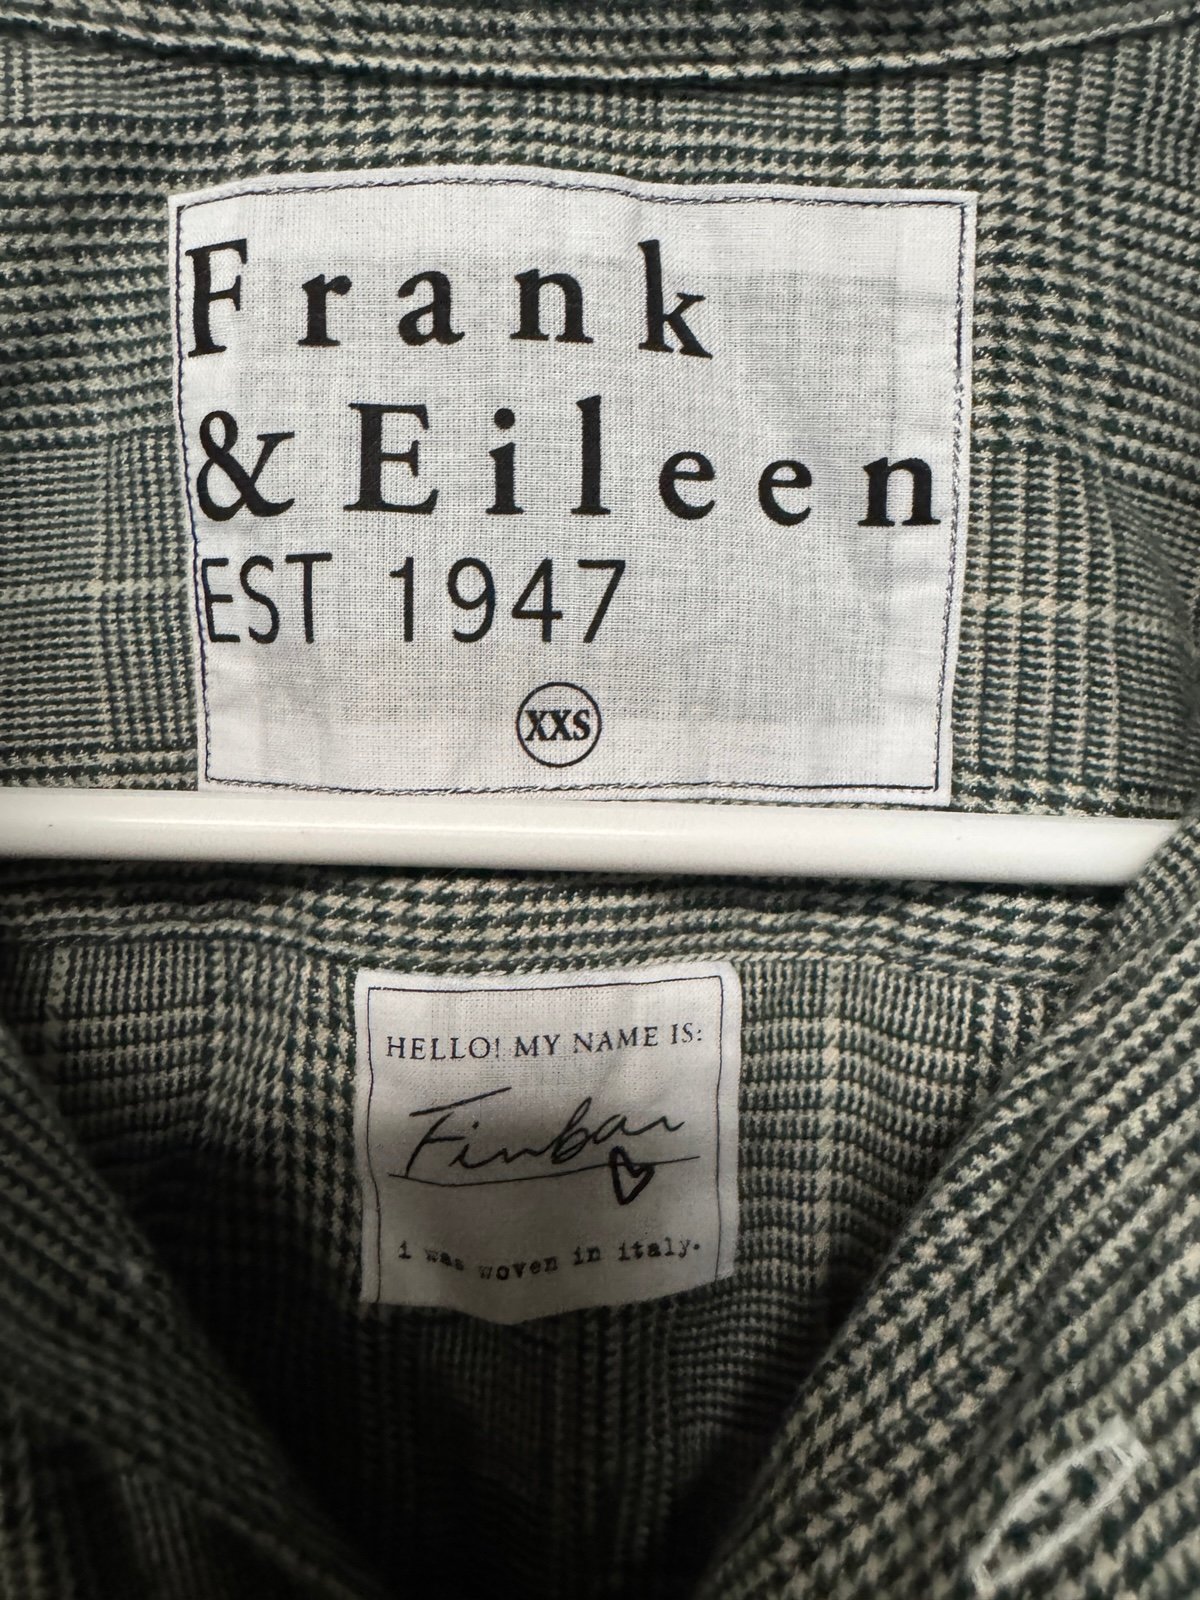 Frank
& Eileen
EST 1947
XXS
HELLO! MY NAME IS:
Finbar
i was woven in italy.